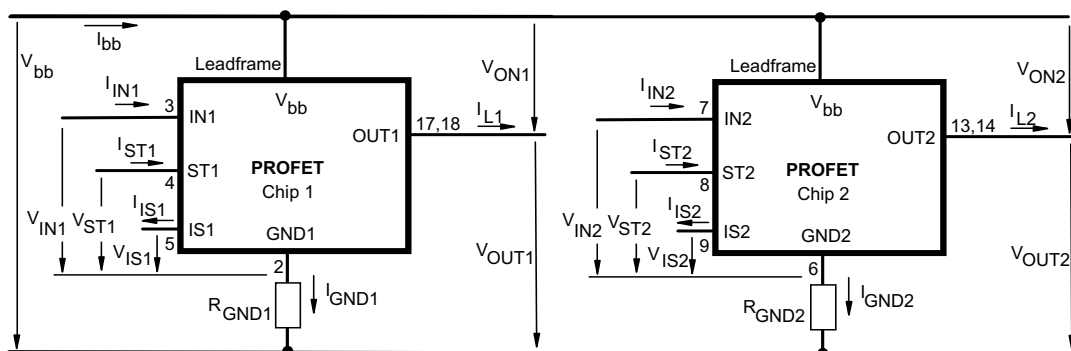 I_bb
V_bb
Leadframe
V_ON1
I_IN1
3
IN1
V_bb
I_L1
OUT1
17,18
I_ST1
ST1
4
PROFET
Chip 1
V_IN1
V_ST1
I_IS1
IS1
5
V_IS1
GND1
V_OUT1
2
R_GND1
I_GND1
Leadframe
V_ON2
I_IN2
7
IN2
V_bb
I_L2
OUT2
13,14
I_ST2
ST2
8
PROFET
Chip 2
V_IN2
V_ST2
I_IS2
IS2
9
V_IS2
GND2
V_OUT2
6
R_GND2
I_GND2